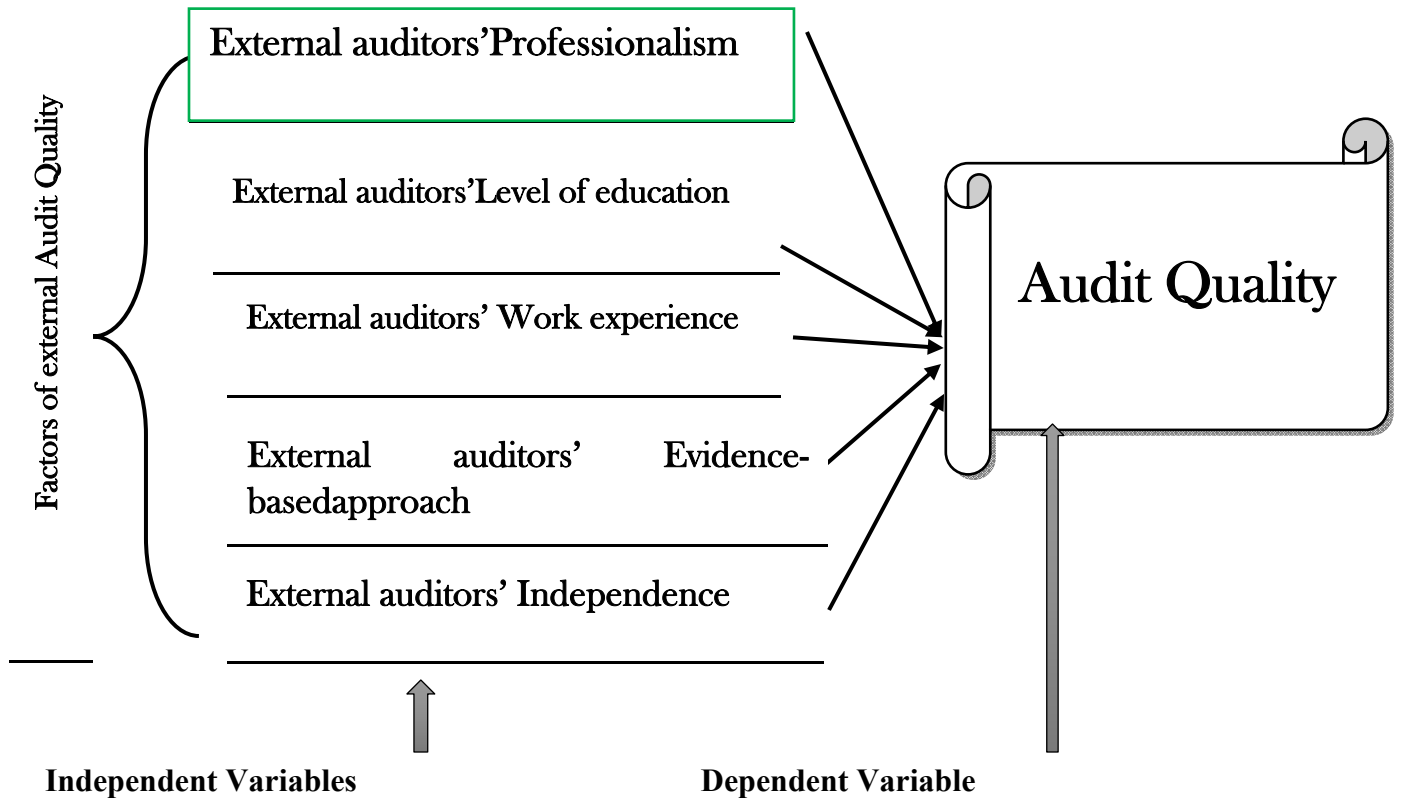 Factors of external Audit Quality
External auditors'Professionalism
External auditors'Level of education
External auditors' Work experience
External auditors' Evidence-
basedapproach
External auditors' Independence
Audit Quality
Independent Variables
Dependent Variable